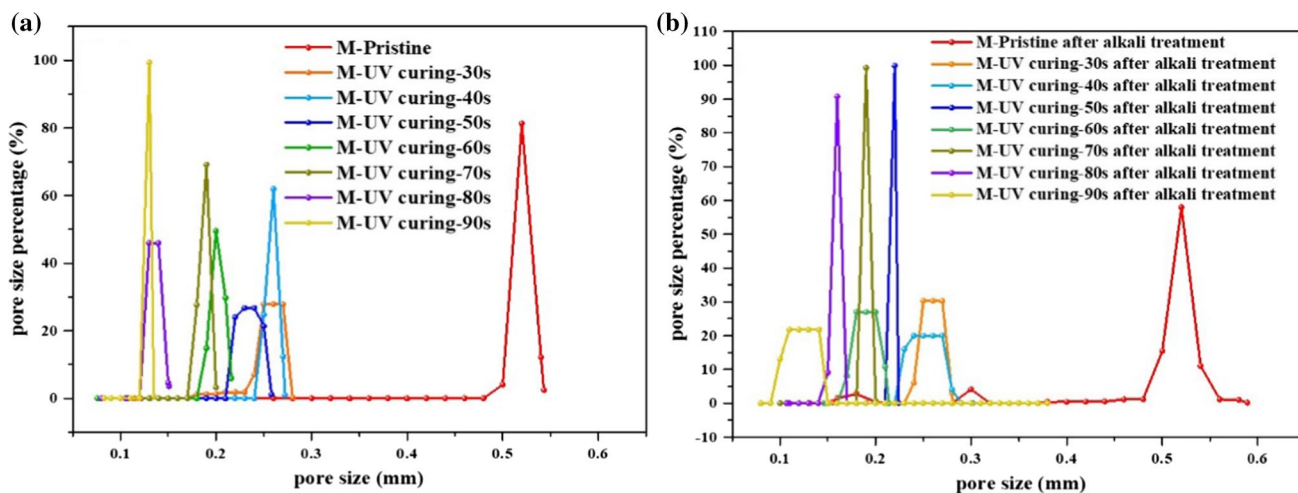 (a)
M-Pristine
M-UV curing-30s
M-UV curing-40s
M-UV curing-50s
M-UV curing-60s
M-UV curing-70s
M-UV curing-80s
M-UV curing-90s
pore size percentage (%)
100
80
60
40
20
0
0.1 0.2 0.3 0.4 0.5 0.6
pore size (mm)
(b)
M-Pristine after alkali treatment
M-UV curing-30s after alkali treatment
M-UV curing-40s after alkali treatment
M-UV curing-50s after alkali treatment
M-UV curing-60s after alkali treatment
M-UV curing-70s after alkali treatment
M-UV curing-80s after alkali treatment
M-UV curing-90s after alkali treatment
pore size percentage (%)
110
100
90
80
70
60
50
40
30
20
10
0
-10
0.1 0.2 0.3 0.4 0.5 0.6
pore size (mm)